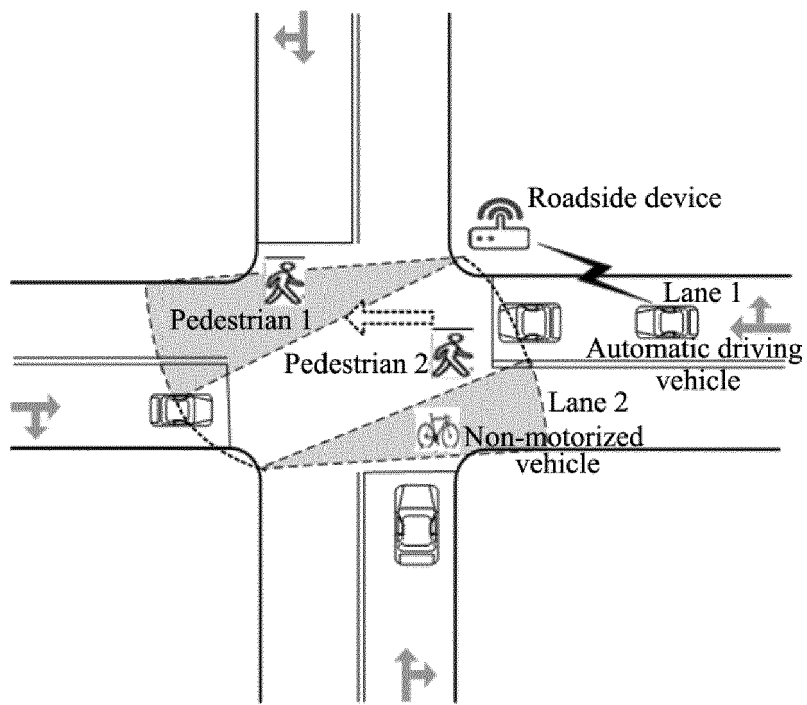 Roadside device
Lane 1
Pedestrian 1
Automatic driving
vehicle
Pedestrian 2
Lane 2
Non-motorized
vehicle